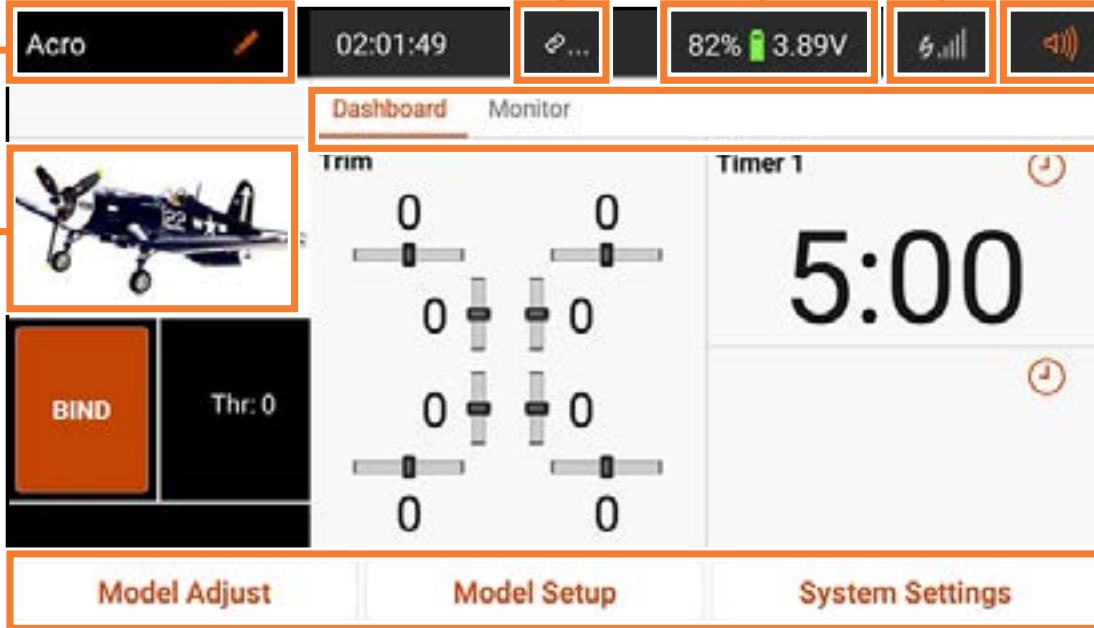 Acro
02:01:49
...
82% 3.89V
Dashboard Monitor
Trim
Timer 1
0 0
5:00
0 0
22
BIND
Thr: 0
0 0
0 0
Model Adjust Model Setup System Settings